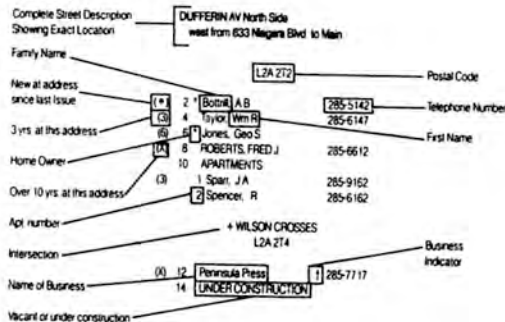 Complete Street Description
Showing Exact Location
DUFFERIN AV North Side
west from 633 Niagara Blvd to Main
Family Name
L2A 2T2
Postal Code
New at address
since last Issue
(*) 2 * Bottrill, A B 285-5142
Telephone Number
3 yrs. at this address
(3) 4 Taylor, Wm R 285-6147
First Name
(6) 6 * Jones, Geo S
Home Owner
(X) 8 ROBERTS, FRED J 285-6612
10 APARTMENTS
Over 10 yrs. at this address
(3) 1 Sparr, J A 285-9162
2 Spencer, R 285-6162
Apt. number
+ WILSON CROSSES
L2A 2T4
Intersection
Business
Indicator
(X) 12 Peninsula Press ! 285-7717
Name of Business
14 UNDER CONSTRUCTION
Vacant or under construction